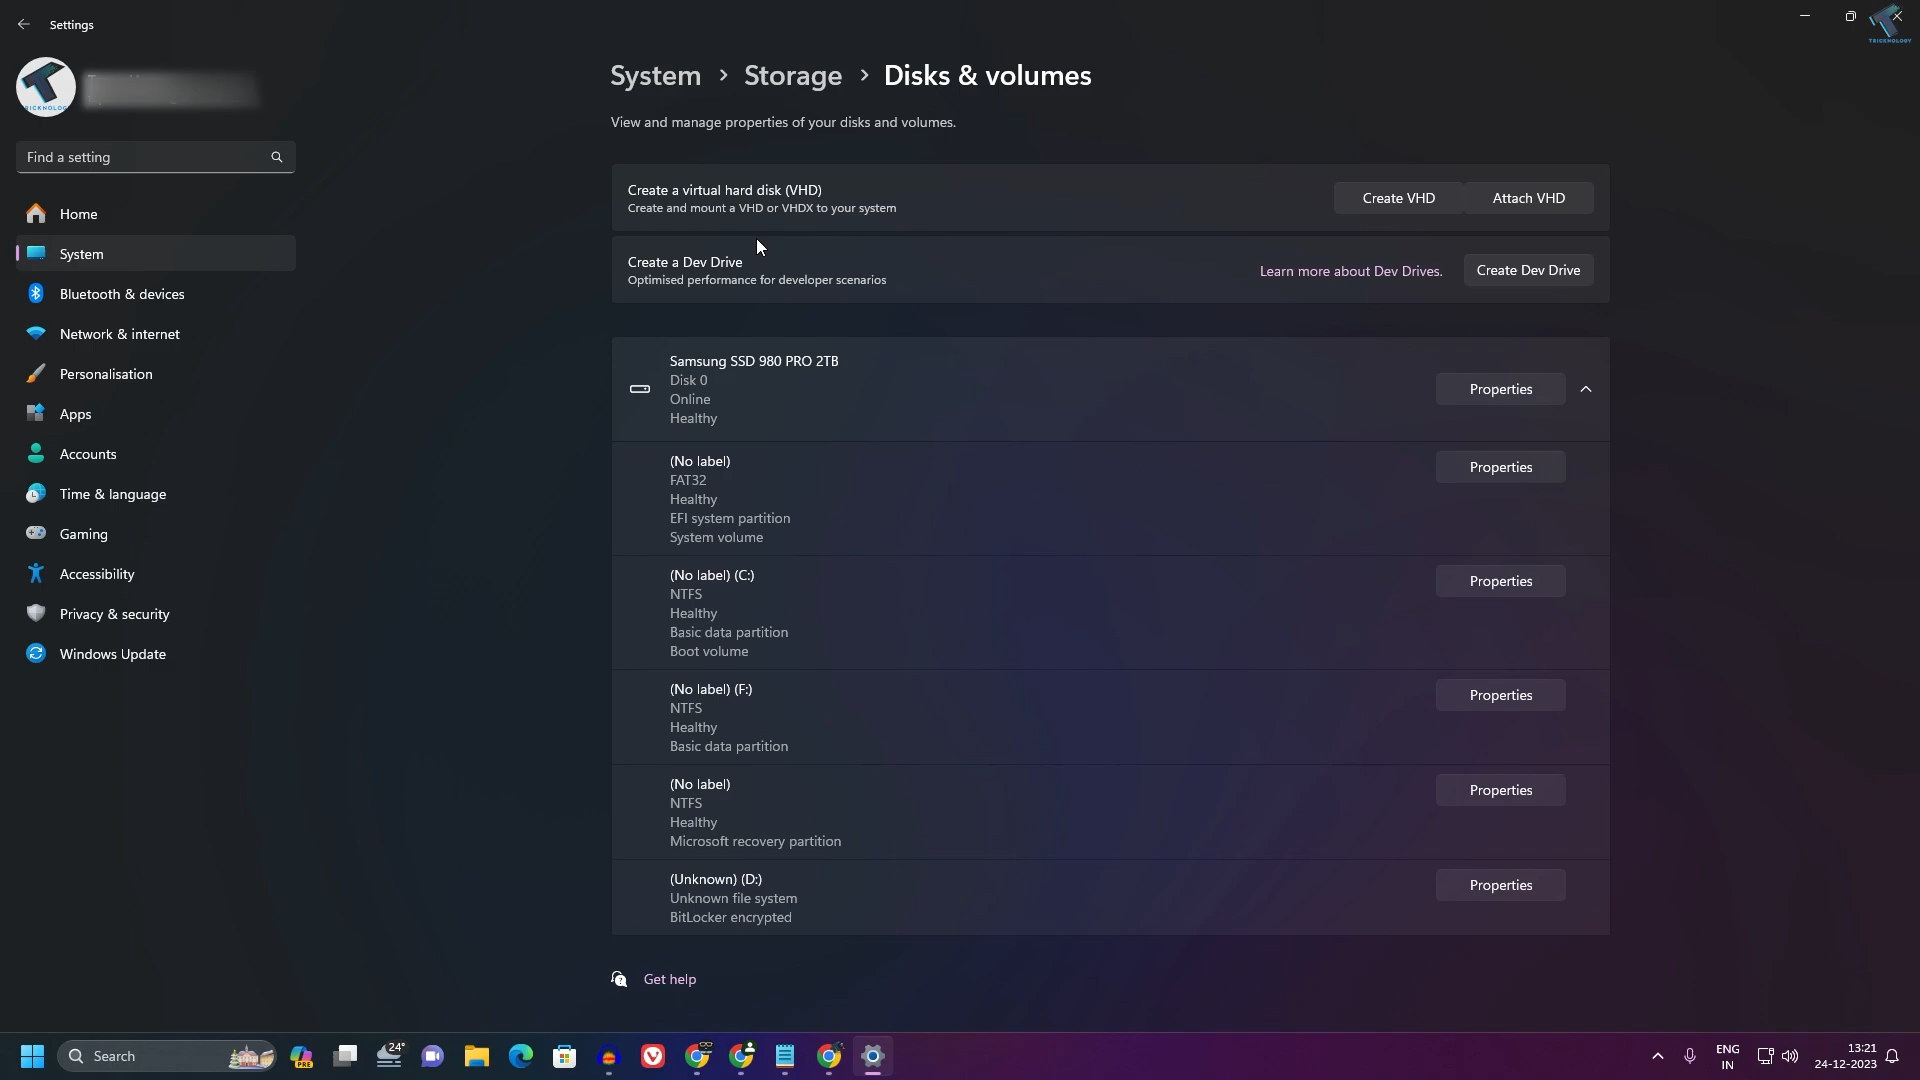 Settings
TRICKNOLOGY
Find a setting
Home
System
Bluetooth & devices
Network & internet
Personalisation
Apps
Accounts
Time & language
Gaming
Accessibility
Privacy & security
Windows Update
System > Storage > Disks & volumes
View and manage properties of your disks and volumes.
Create a virtual hard disk (VHD)
Create and mount a VHD or VHDX to your system
Create VHD
Attach VHD
Create a Dev Drive
Optimised performance for developer scenarios
Learn more about Dev Drives.
Create Dev Drive
Samsung SSD 980 PRO 2TB
Disk 0
Online
Healthy
Properties
(No label)
FAT32
Healthy
EFI system partition
System volume
Properties
(No label) (C:)
NTFS
Healthy
Basic data partition
Boot volume
Properties
(No label) (F:)
NTFS
Healthy
Basic data partition
Properties
(No label)
NTFS
Healthy
Microsoft recovery partition
Properties
(Unknown) (D:)
Unknown file system
BitLocker encrypted
Properties
Get help
Search
PRE
24°
ENG
IN
13:21
24-12-2023